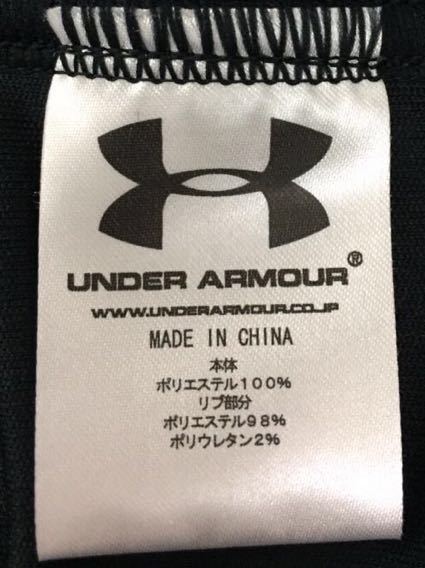 UNDER ARMOUR®
WWW.UNDERARMOUR.CO.JP
MADE IN CHINA
本体
ポリエステル100%
リブ部分
ポリエステル98%
ポリウレタン2%